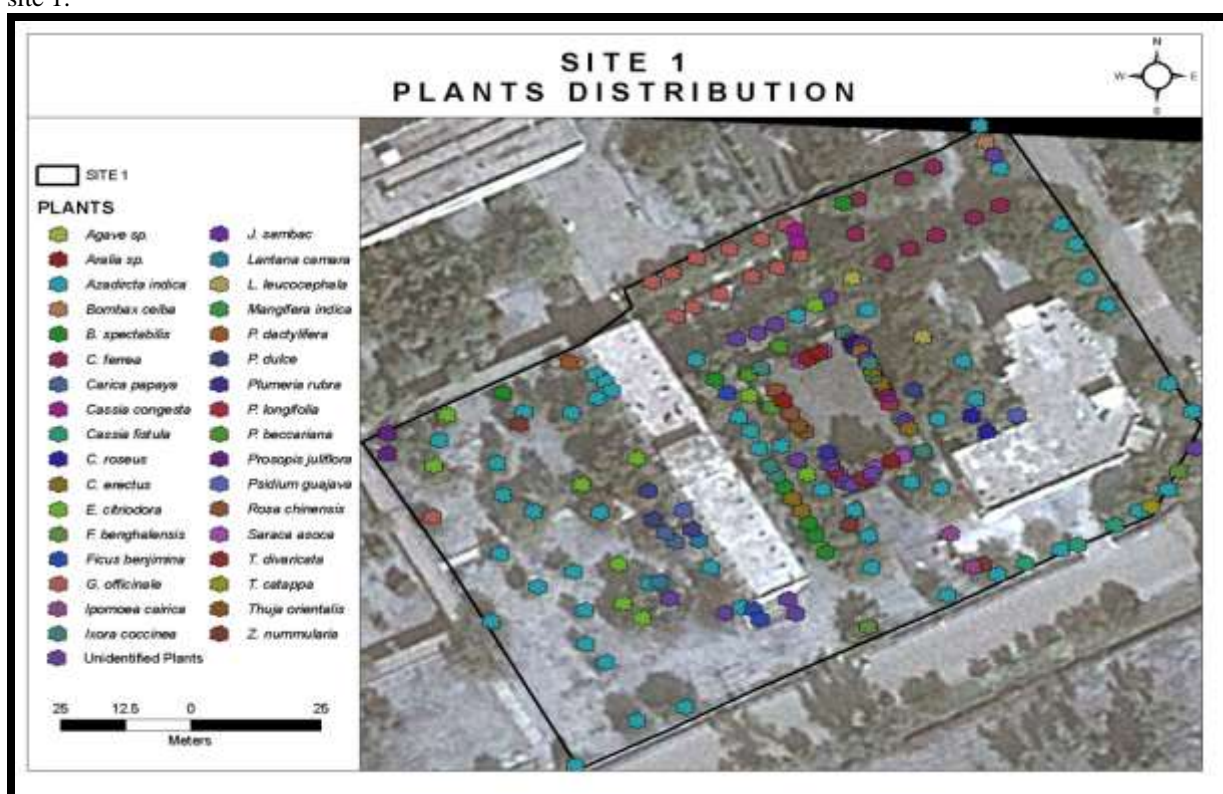 site 1.
SITE 1
PLANTS DISTRIBUTION
N
W E
S
SITE 1
PLANTS
Agave sp.
Aralia sp.
Azadircta indica
Bombax ceiba
B. spectabilis
C. ferrea
Carica papaya
Cassia congesta
Cassia fistula
C. roseus
C. erectus
E. citriodora
F. benghalensis
Ficus benjimina
G. officinale
Ipomoea cairica
Ixora coccinea
Unidentified Plants
J. sambac
Lantana camara
L. leucocephala
Mangifera indica
P. dactylifera
P. dulce
Plumeria rubra
P. longifolia
P. beccariana
Prosopis juliflora
Psidium guajava
Rosa chinensis
Saraca asoca
T. divaricata
T. catappa
Thuja orientalis
Z. nummularia
25 12.5 0 25
Meters